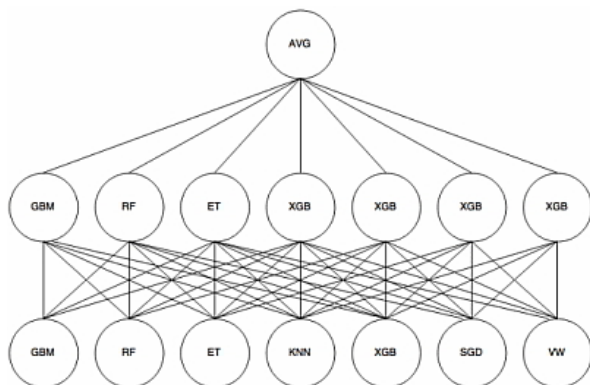 AVG
GBM RF ET XGB XGB XGB XGB
GBM RF ET KNN XGB SGD VW